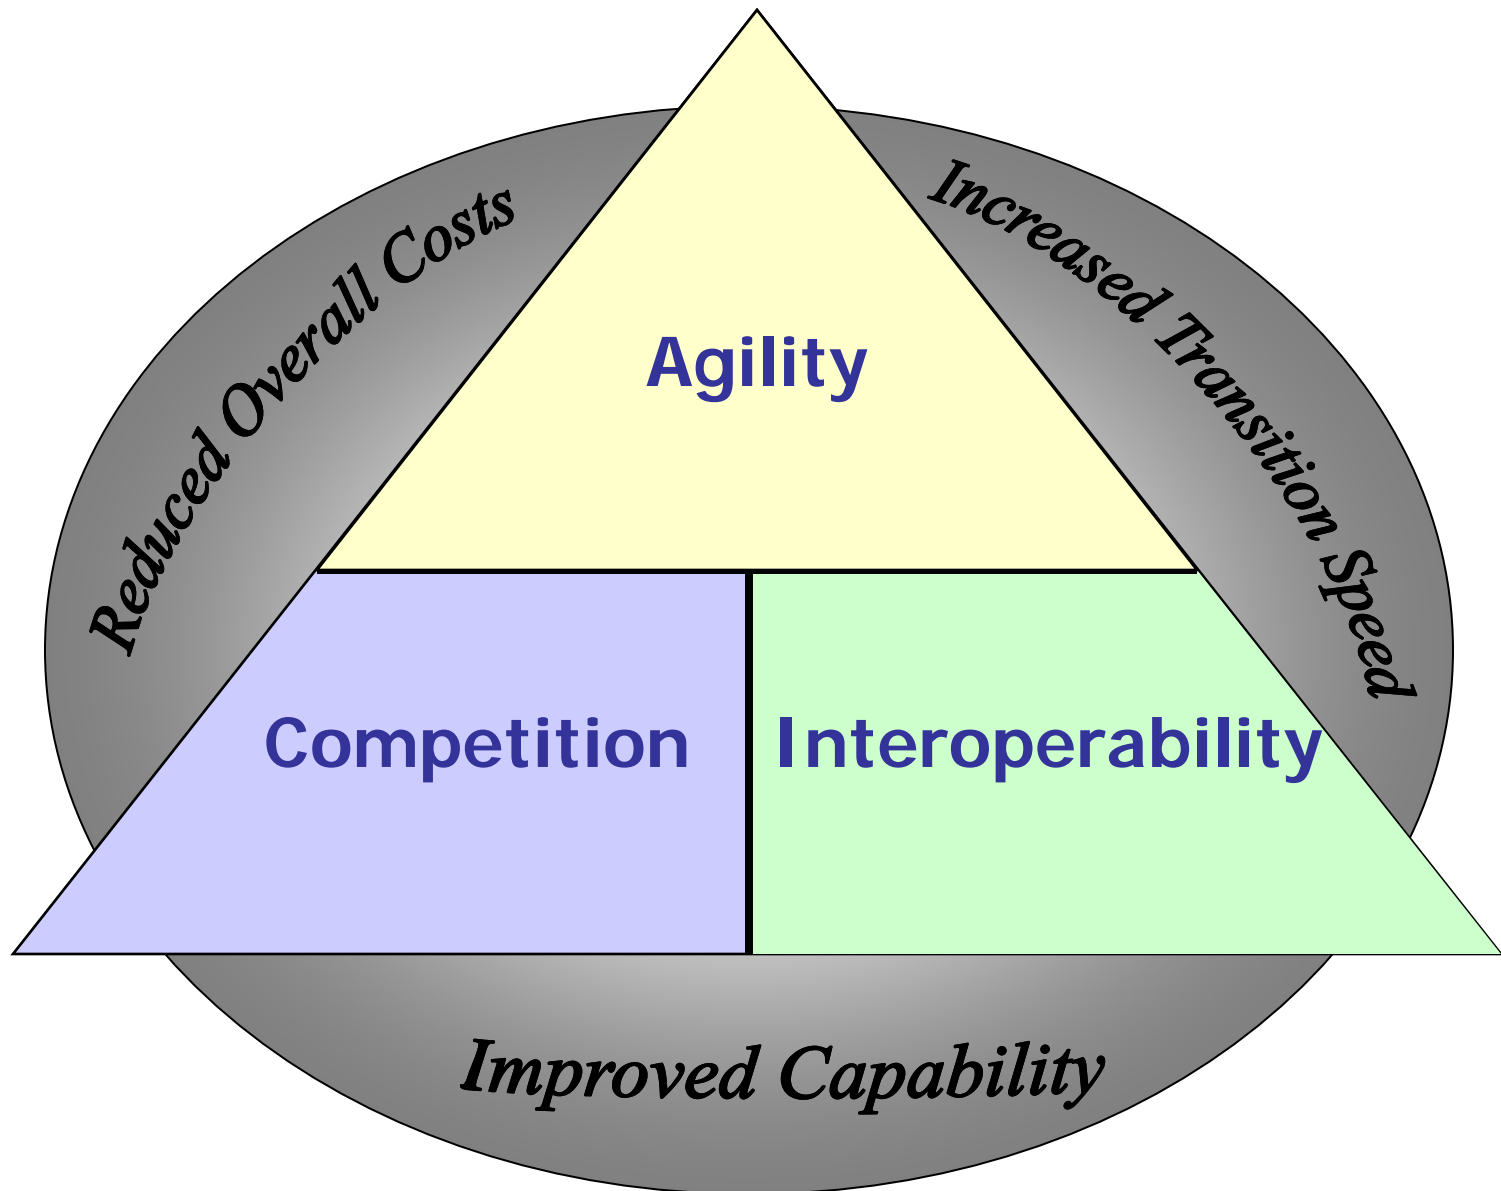 Reduced Overall Costs
Increased Transition Speed
Agility
Competition
Interoperability
Improved Capability